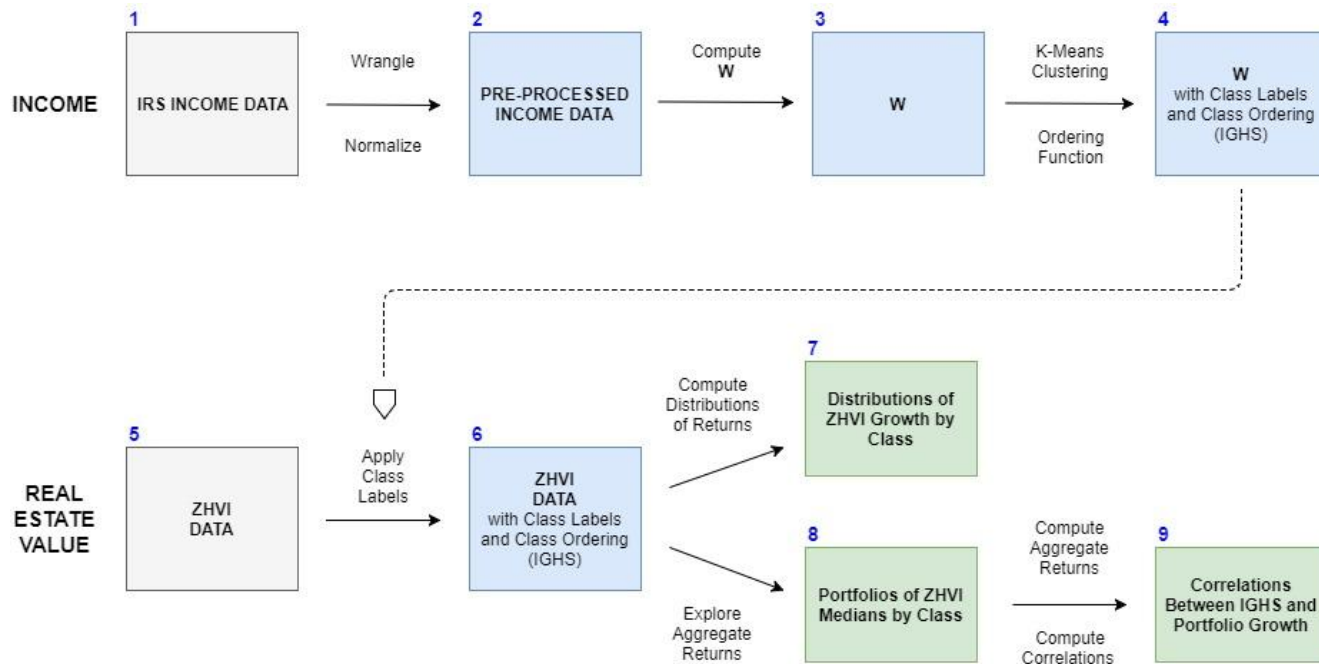 1
2
3
4
INCOME
IRS INCOME DATA
Wrangle
Normalize
PRE-PROCESSED
INCOME DATA
Compute
W
W
K-Means
Clustering
Ordering
Function
W
with Class Labels
and Class Ordering
(IGHS)
5
6
7
8
9
REAL
ESTATE
VALUE
ZHVI
DATA
Apply
Class
Labels
ZHVI
DATA
with Class Labels
and Class Ordering
(IGHS)
Compute
Distributions
of Returns
Distributions of
ZHVI Growth by
Class
Explore
Aggregate
Returns
Portfolios of ZHVI
Medians by Class
Compute
Aggregate
Returns
Compute
Correlations
Correlations
Between IGHS and
Portfolio Growth